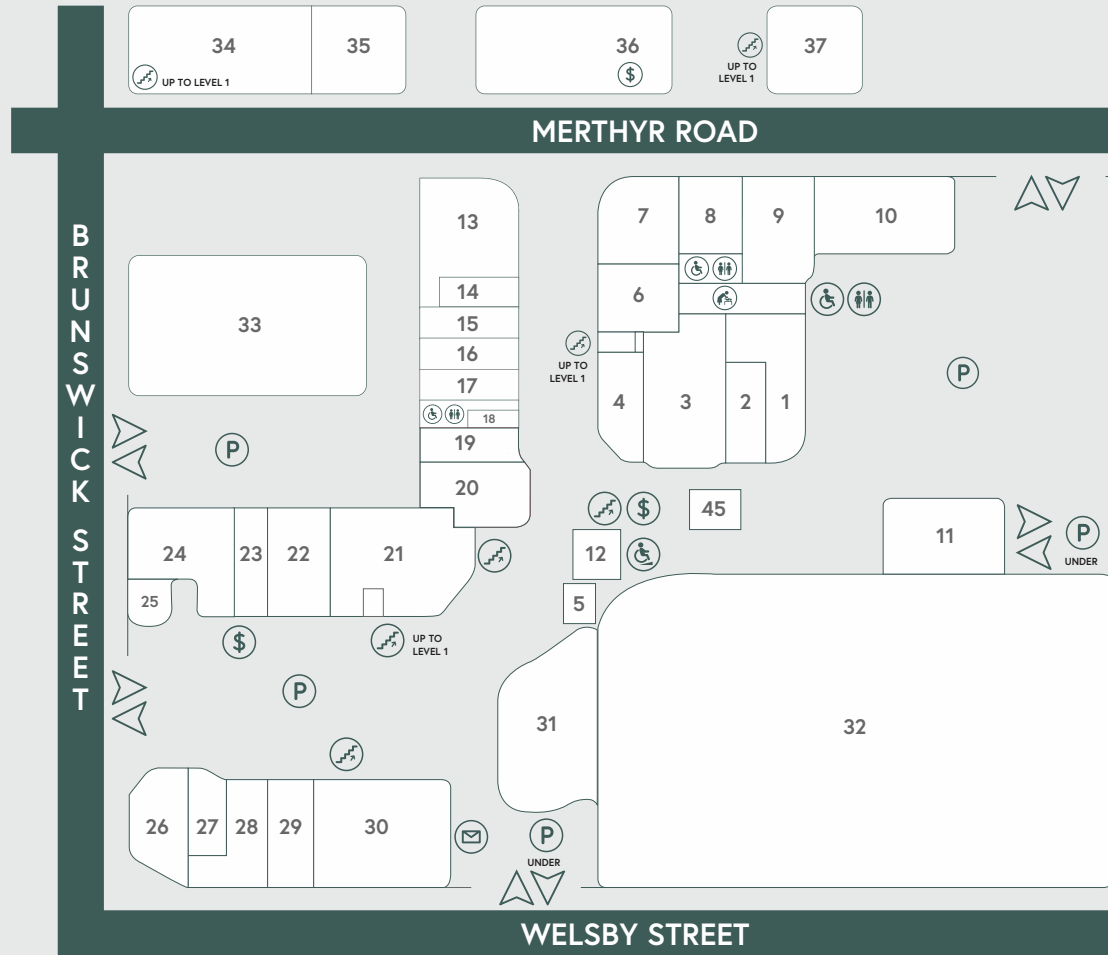 34
35
36
37
$
UP TO LEVEL 1
UP TO
LEVEL 1
MERTHYR ROAD
BRUNSWICK STREET
13
14
15
16
17
18
19
20
33
P
7
8
9
10
6
UP TO
LEVEL 1
4
3
2
1
P
$
45
12
5
11
P
UNDER
24
23
22
21
25
$
UP TO
LEVEL 1
P
31
32
26
27
28
29
30
P
UNDER
WELSBY STREET